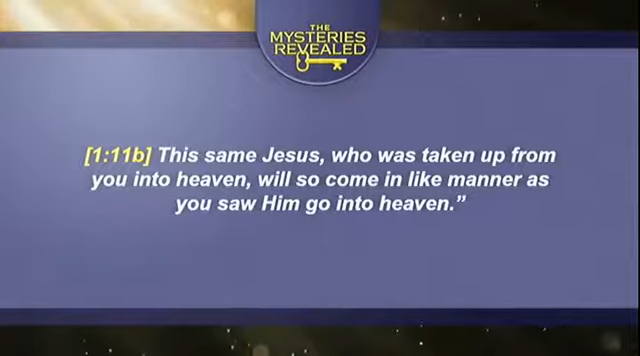 THE
MYSTERIES
REVEALED
[1:11b] This same Jesus, who was taken up from
you into heaven, will so come in like manner as
you saw Him go into heaven.”